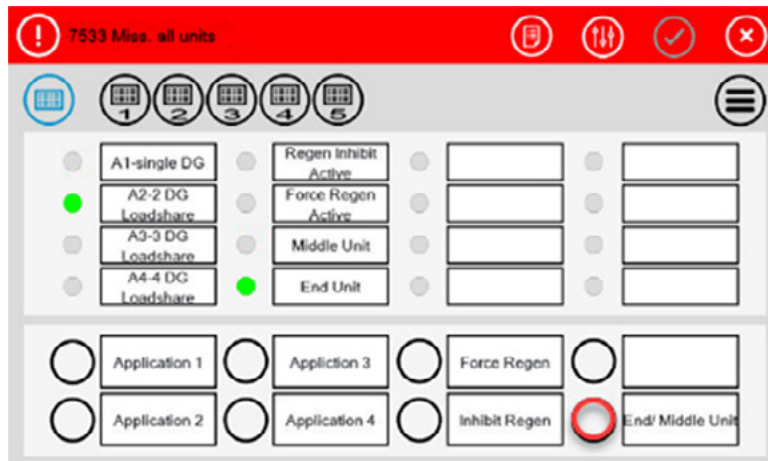 7533 Miss. all units
1 2 3 4 5
A1-single DG
Regen Inhibit
Active
A2-2 DG
Loadshare
Force Regen
Active
A3-3 DG
Loadshare
Middle Unit
A4-4 DG
Loadshare
End Unit
Application 1
Appliction 3
Force Regen
Application 2
Application 4
Inhibit Regen
End/ Middle Unit